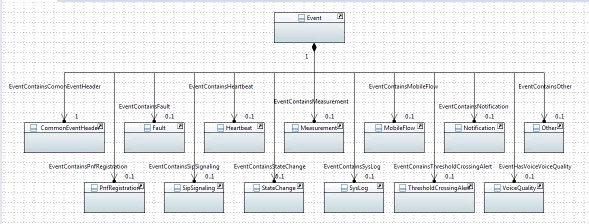 Event
1
EventContainsComonEventHeader
EventContainsHeartbeat
EventContainsMobileFlow
EventContainsOther
EventContainsFault
EventContainsMeasurement
EventContainsNotification
1
0..1
0..1
0..1
0..1
0..1
0..1
CommonEventHeader
Fault
Heartbeat
Measurement
MobileFlow
Notification
Other
EventContainsPnfRegistration
EventContainsSipSignaling
EventContainsStateChange
EventContainsSysLog
EventContainsThresholdCrossingAlert
EventHasVoiceVoiceQuality
0..1
0..1
0..1
0..1
0..1
0..1
PnfRegistration
SipSignaling
StateChange
SysLog
ThresholdCrossingAlert
VoiceQuality